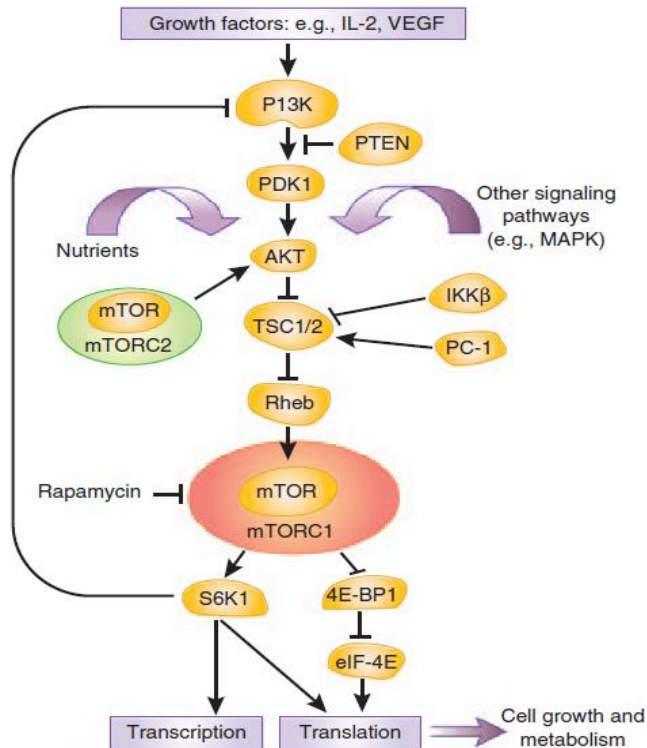 Growth factors: e.g., IL-2, VEGF
P13K
PTEN
PDK1
Nutrients
Other signaling
pathways
(e.g., MAPK)
AKT
mTOR
mTORC2
IKKβ
TSC1/2
PC-1
Rheb
Rapamycin
mTOR
mTORC1
S6K1
4E-BP1
eIF-4E
Transcription
Translation
Cell growth and
metabolism